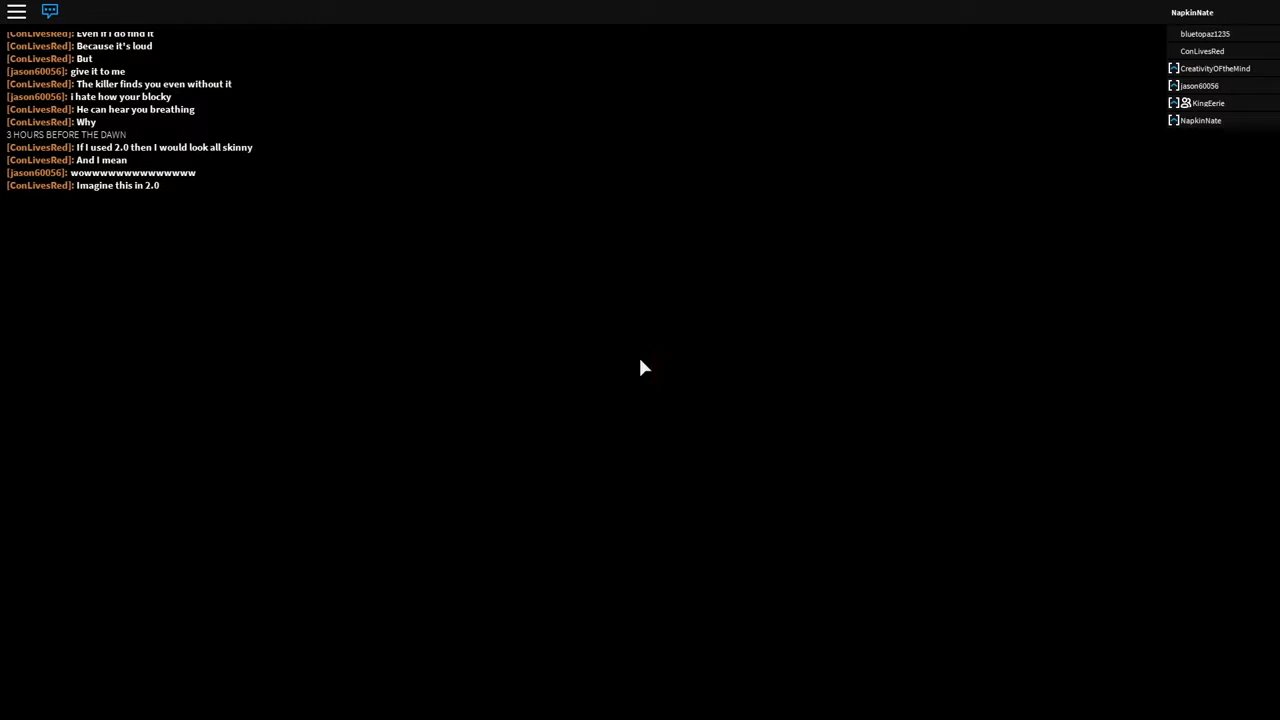 NapkinNate
[ConLivesRed]: Even if I do find it
[ConLivesRed]: Because it's loud
[ConLivesRed]: But
[jason60056]: give it to me
[ConLivesRed]: The killer finds you even without it
[jason60056]: i hate how your blocky
[ConLivesRed]: He can hear you breathing
[ConLivesRed]: Why
3 HOURS BEFORE THE DAWN
[ConLivesRed]: If I used 2.0 then I would look all skinny
[ConLivesRed]: And I mean
[jason60056]: wowwwwwwwwwwwwwww
[ConLivesRed]: Imagine this in 2.0
bluetopaz1235
ConLivesRed
CreativityOFtheMind
jason60056
KingEerie
NapkinNate